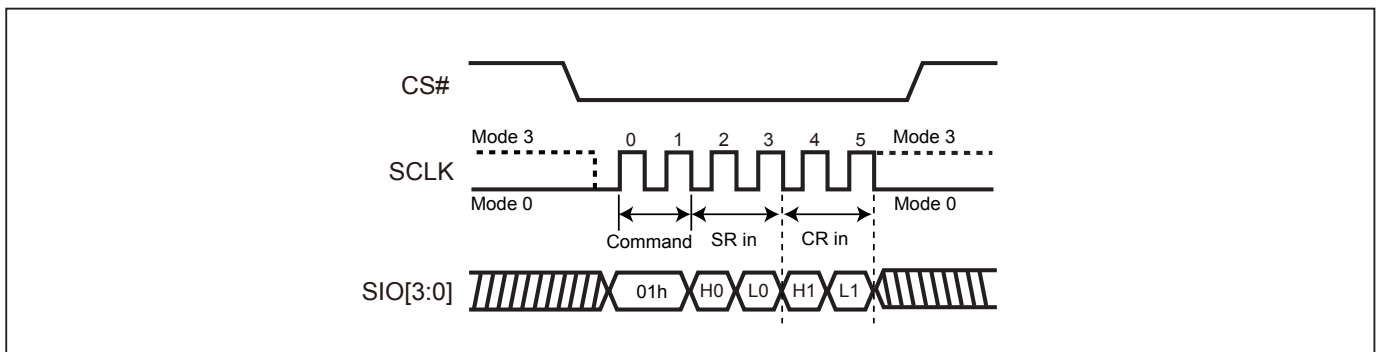 CS#
Mode 3 0 1 2 3 4 5 Mode 3
SCLK
Mode 0 Mode 0
Command SR in CR in
SIO[3:0] 01h H0 L0 H1 L1